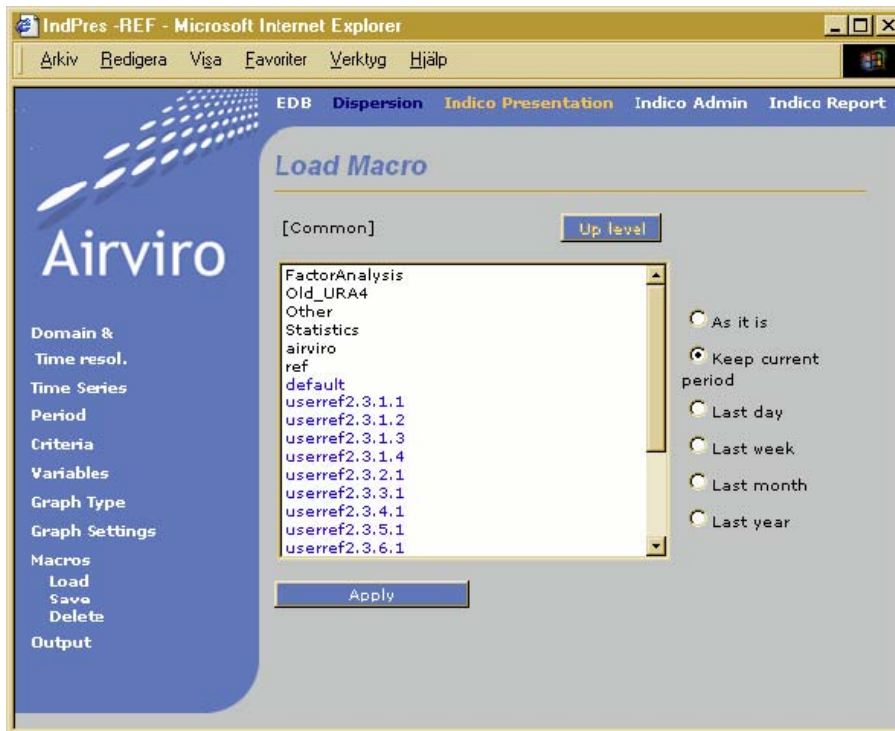 IndPres -REF - Microsoft Internet Explorer
Arkiv Redigera Visa Favoriter Verktyg Hjälp
EDB Dispersion Indico Presentation Indico Admin Indico Report
Airviro
Domain &
Time resol.
Time Series
Period
Criteria
Variables
Graph Type
Graph Settings
Macros
Load
Save
Delete
Output
Load Macro
[Common]
Up level
FactorAnalysis
Old_URA4
Other
Statistics
airviro
ref
default
userref2.3.1.1
userref2.3.1.2
userref2.3.1.3
userref2.3.1.4
userref2.3.2.1
userref2.3.3.1
userref2.3.4.1
userref2.3.5.1
userref2.3.6.1
As it is
Keep current
period
Last day
Last week
Last month
Last year
Apply